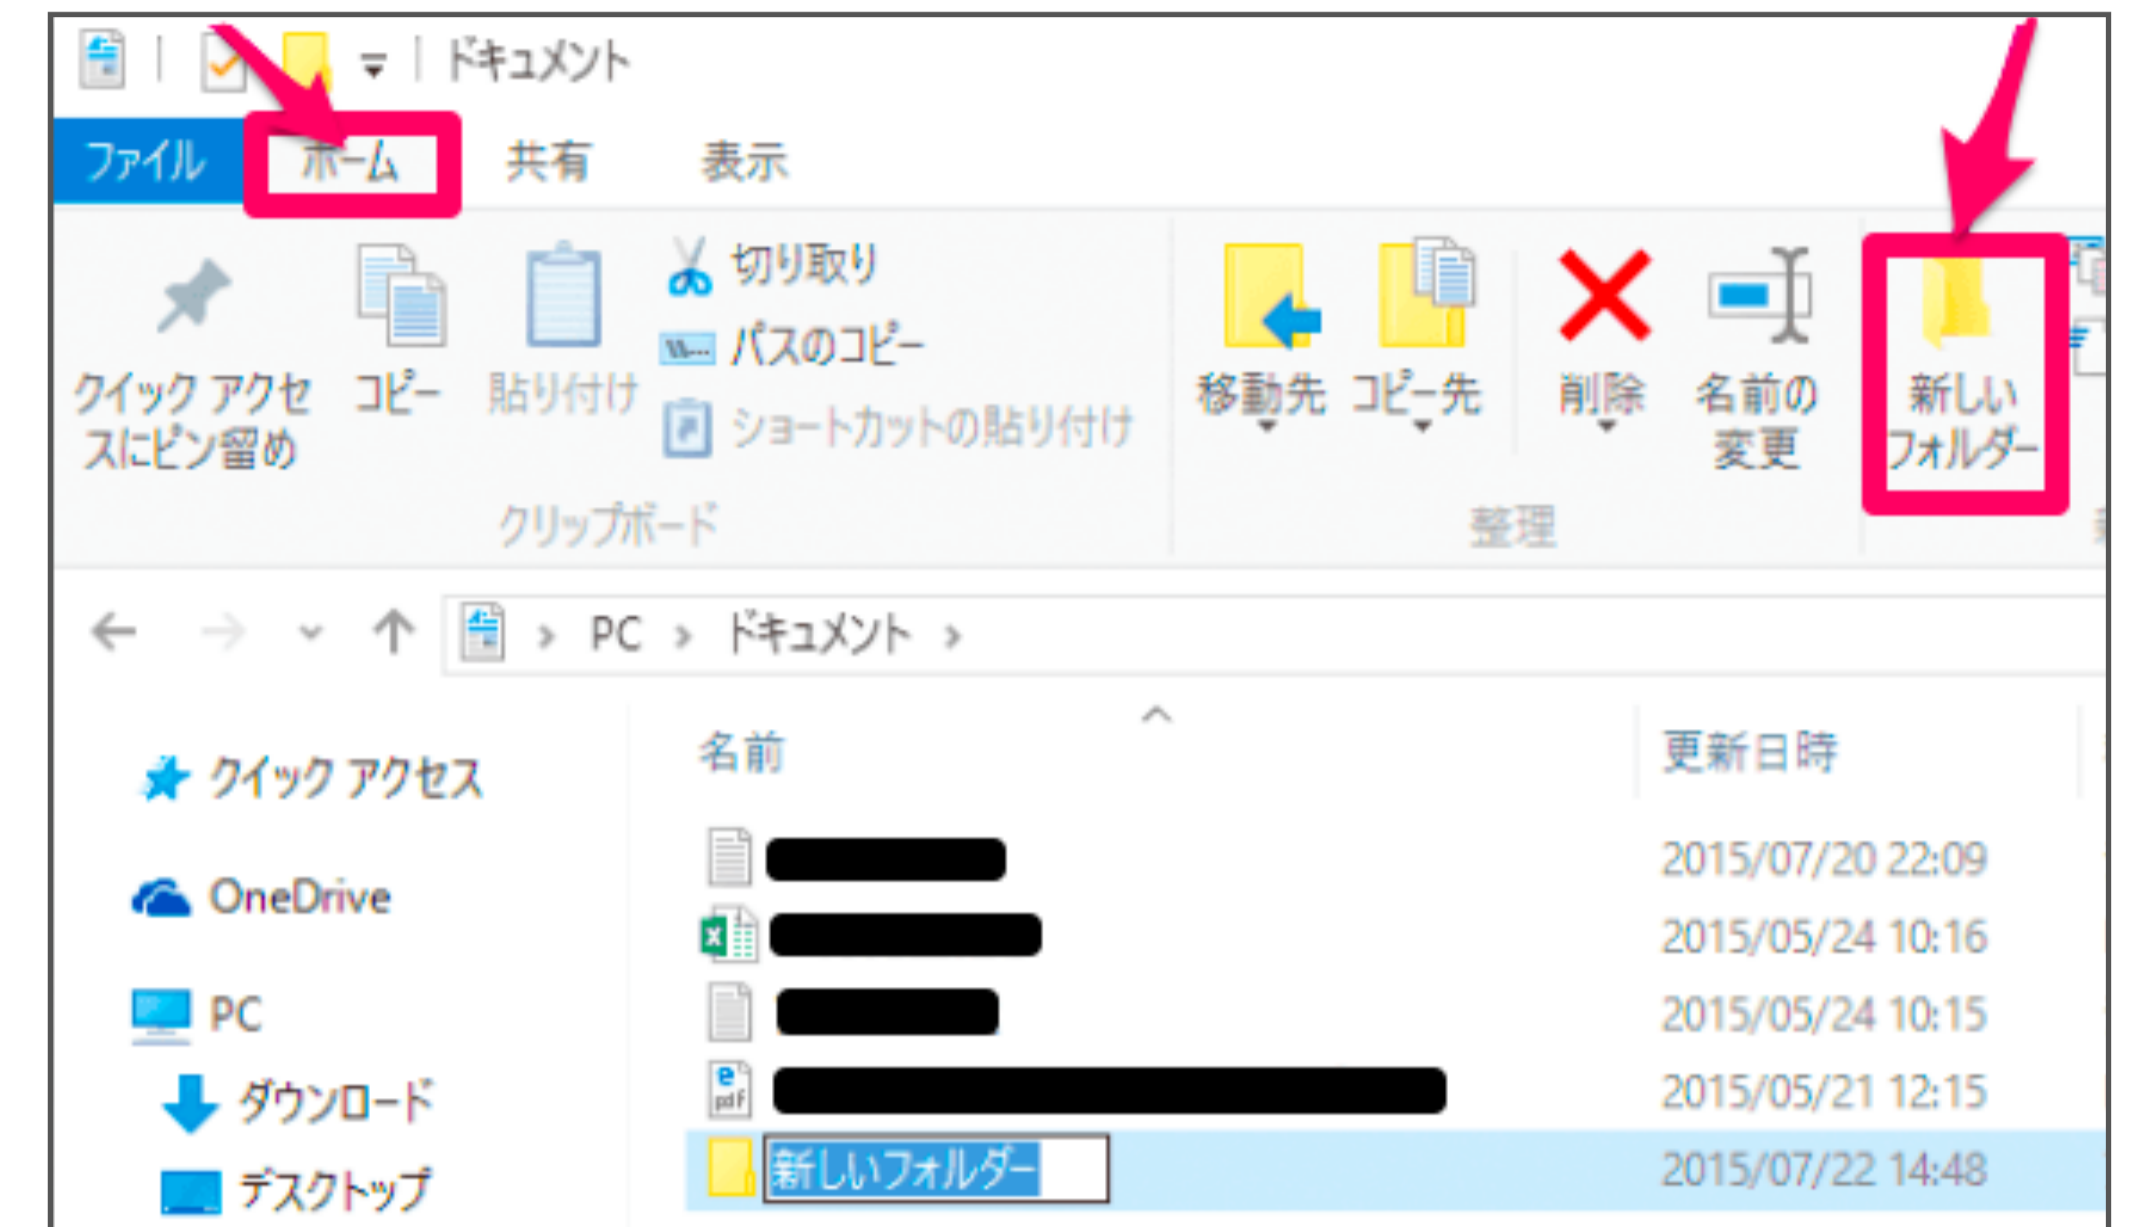 ドキュメント
ファイル ホーム 共有 表示
クイック アクセ
スにピン留め
コピー
貼り付け
切り取り
パスのコピー
ショートカットの貼り付け
クリップボード
移動先
コピー先
削除
名前の
変更
整理
新しい
フォルダー
PC ドキュメント
クイック アクセス
OneDrive
PC
ダウンロード
デスクトップ
名前 更新日時
2015/07/20 22:09
2015/05/24 10:16
2015/05/24 10:15
pdf 2015/05/21 12:15
新しいフォルダー 2015/07/22 14:48